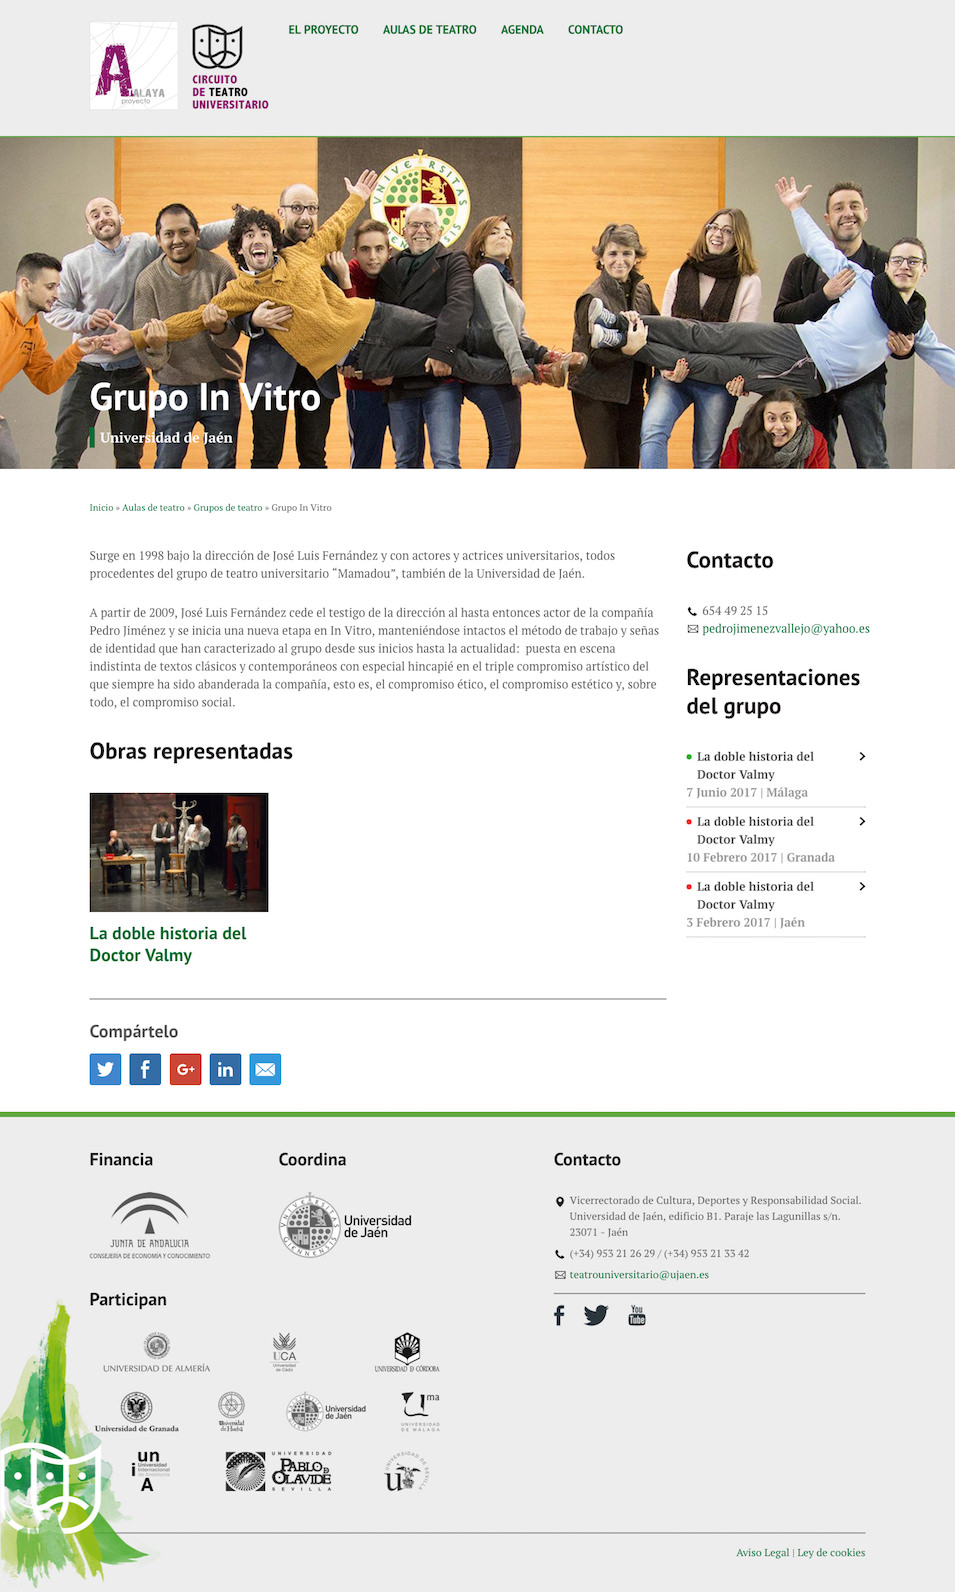 ALAYA
proyecto
CIRCUITO
DE TEATRO
UNIVERSITARIO
EL PROYECTO
AULAS DE TEATRO
AGENDA
CONTACTO
Grupo In Vitro
Universidad de Jaén
Inicio » Aulas de teatro » Grupos de teatro » Grupo In Vitro
Surge en 1998 bajo la dirección de José Luis Fernández y con actores y actrices universitarios, todos
procedentes del grupo de teatro universitario “Mamadou”, también de la Universidad de Jaén.
A partir de 2009, José Luis Fernández cede el testigo de la dirección al hasta entonces actor de la compañía
Pedro Jiménez y se inicia una nueva etapa en In Vitro, manteniéndose intactos el método de trabajo y señas
de identidad que han caracterizado al grupo desde sus inicios hasta la actualidad: puesta en escena
indistinta de textos clásicos y contemporáneos con especial hincapié en el triple compromiso artístico del
que siempre ha sido abanderada la compañía, esto es, el compromiso ético, el compromiso estético y, sobre
todo, el compromiso social.
Obras representadas
La doble historia del
Doctor Valmy
Contacto
654 49 25 15
pedrojimenezvallejo@yahoo.es
Representaciones
del grupo
La doble historia del
Doctor Valmy
7 Junio 2017 | Málaga
La doble historia del
Doctor Valmy
10 Febrero 2017 | Granada
La doble historia del
Doctor Valmy
3 Febrero 2017 | Jaén
Compártelo
Financia
JUNTA DE ANDALUCIA
CONSEJERÍA DE ECONOMÍA Y CONOCIMIENTO
Coordina
Universidad
de Jaén
Contacto
Vicerrectorado de Cultura, Deportes y Responsabilidad Social.
Universidad de Jaén, edificio B1. Paraje las Lagunillas s/n.
23071 - Jaén
(+34) 953 21 26 29 / (+34) 953 21 33 42
teatrouniversitario@ujaen.es
You
Tube
Participan
UNIVERSIDAD DE ALMERÍA
UCA
Universidad
de Cádiz
UNIVERSIDAD D CÓRDOBA
Universidad de Granada
Universidad
de Huelva
Universidad
de Jaén
uma
UNIVERSIDAD
DE MÁLAGA
un
i
Universidad
Internacional
de Andalucía
A
UNIVERSIDAD
PABLO DE
OLAVIDE
SEVILLA
UNIVERSIDAD DE SEVILLA
Aviso Legal | Ley de cookies